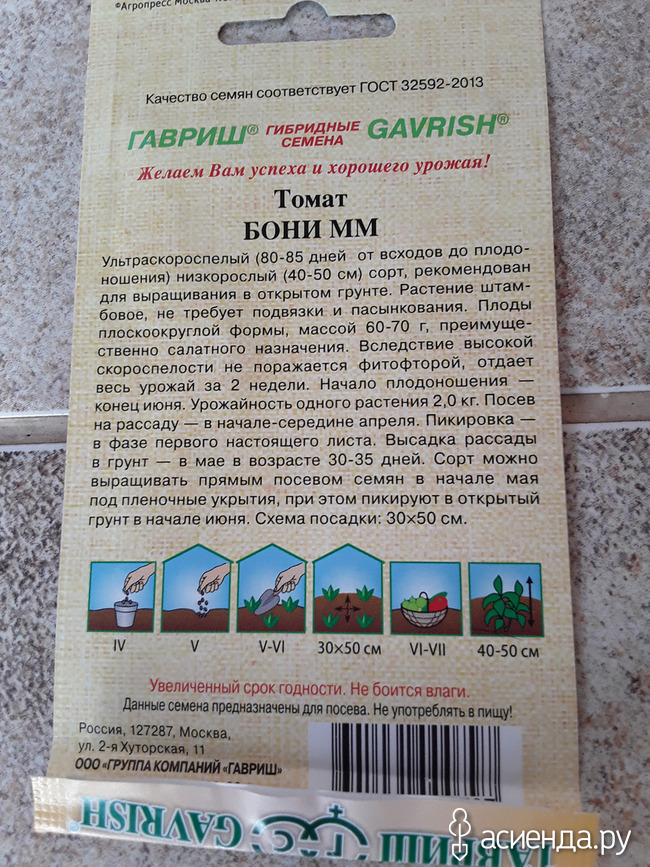 ©Агропресс Москва
Качество семян соответствует ГОСТ 32592-2013
ГАВРИШ® ГИБРИДНЫЕ СЕМЕНА GAVRISH®
Желаем Вам успеха и хорошего урожая!
Томат
БОНИ ММ
Ультраскороспелый (80-85 дней от всходов до плодо-
ношения) низкорослый (40-50 см) сорт, рекомендован
для выращивания в открытом грунте. Растение штам-
бовое, не требует подвязки и пасынкования. Плоды
плоскоокруглой формы, массой 60-70 г, преимуще-
ственно салатного назначения. Вследствие высокой
скороспелости не поражается фитофторой, отдает
весь урожай за 2 недели. Начало плодоношения —
конец июня. Урожайность одного растения 2,0 кг. Посев
на рассаду — в начале-середине апреля. Пикировка —
в фазе первого настоящего листа. Высадка рассады
в грунт — в мае в возрасте 30-35 дней. Сорт можно
выращивать прямым посевом семян в начале мая
под пленочные укрытия, при этом пикируют в открытый
грунт в начале июня. Схема посадки: 30×50 см.
IV V V-VI 30×50 см VI-VII 40-50 см
Увеличенный срок годности. Не боится влаги.
Данные семена предназначены для посева. Не употреблять в пищу!
Россия, 127287, Москва,
ул. 2-я Хуторская, 11
ООО «ГРУППА КОМПАНИЙ «ГАВРИШ»
ГАВРИШ GAVRISH®
асиенда.ру